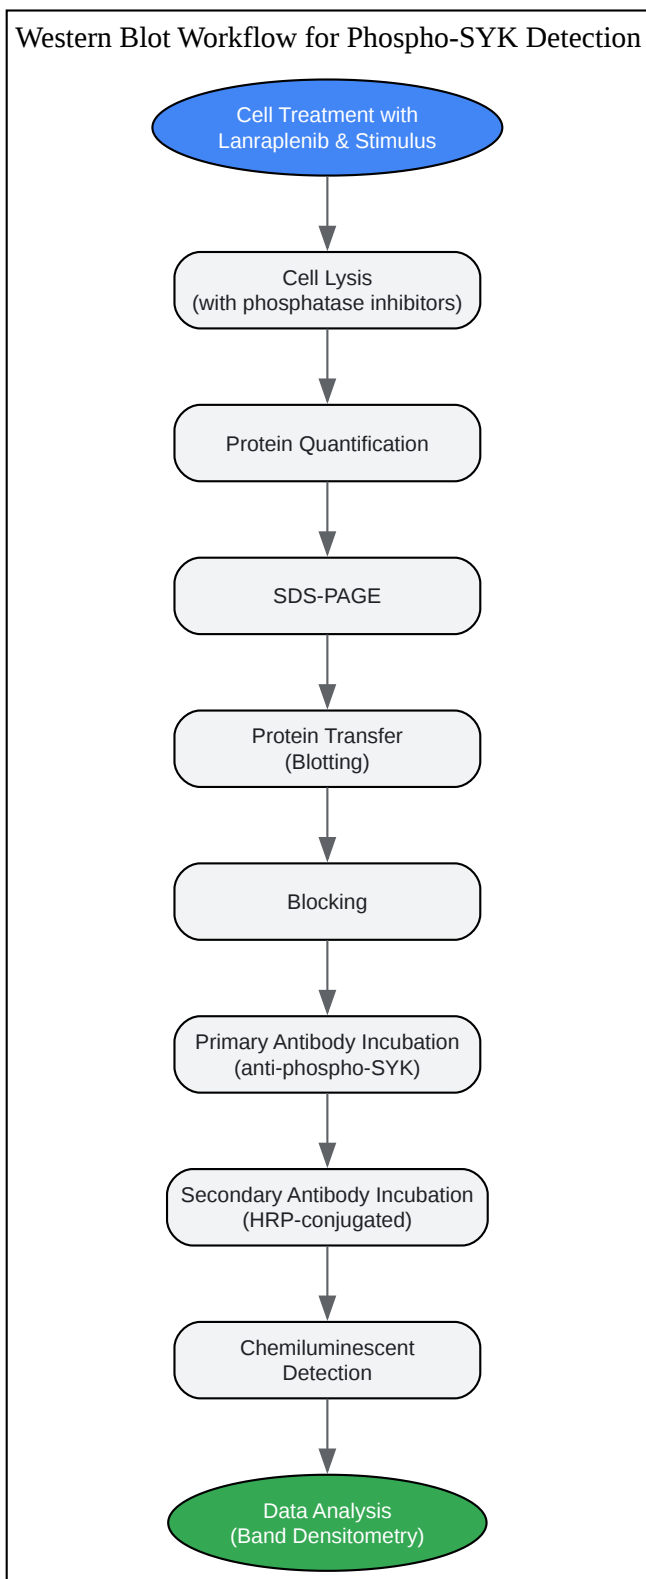 Western Blot Workflow for Phospho-SYK Detection
Cell Treatment with
Lanraplenib & Stimulus
Cell Lysis
(with phosphatase inhibitors)
Protein Quantification
SDS-PAGE
Protein Transfer
(Blotting)
Blocking
Primary Antibody Incubation
(anti-phospho-SYK)
Secondary Antibody Incubation
(HRP-conjugated)
Chemiluminescent
Detection
Data Analysis
(Band Densitometry)